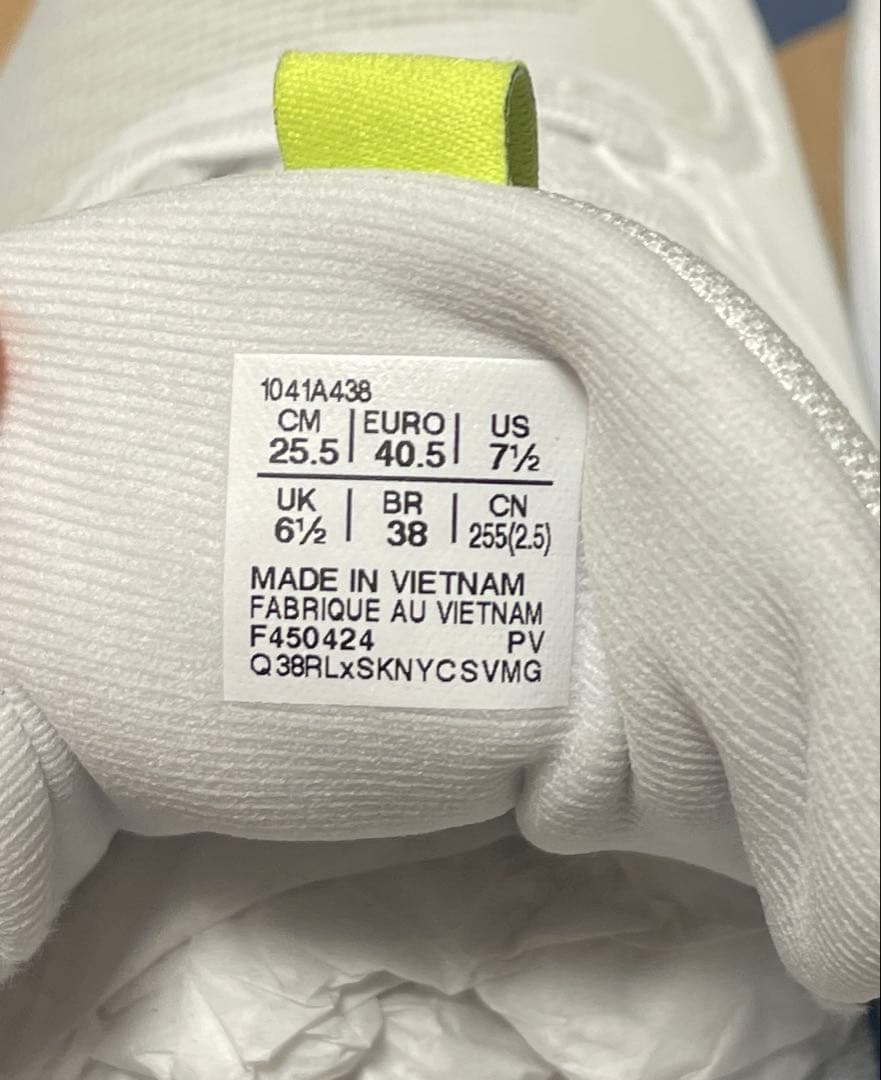 1041A438
CM | EURO | US
25.5 | 40.5 | 7½
UK | BR | CN
6½ | 38 | 255(2.5)
MADE IN VIETNAM
FABRIQUE AU VIETNAM
F450424 PV
Q38RLxSKNYCSVMG